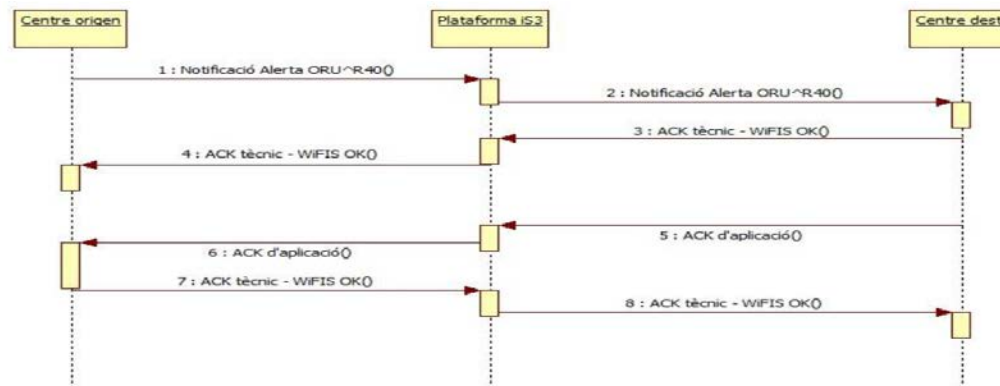 Centre origen
Plataforma iS3
Centre dest
1 : Notificació Alerta ORU^R40()
2 : Notificació Alerta ORU^R40()
3 : ACK tècnic - WiFIS OK()
4 : ACK tècnic - WiFIS OK()
5 : ACK d'aplicació()
6 : ACK d'aplicació()
7 : ACK tècnic - WiFIS OK()
8 : ACK tècnic - WiFIS OK()